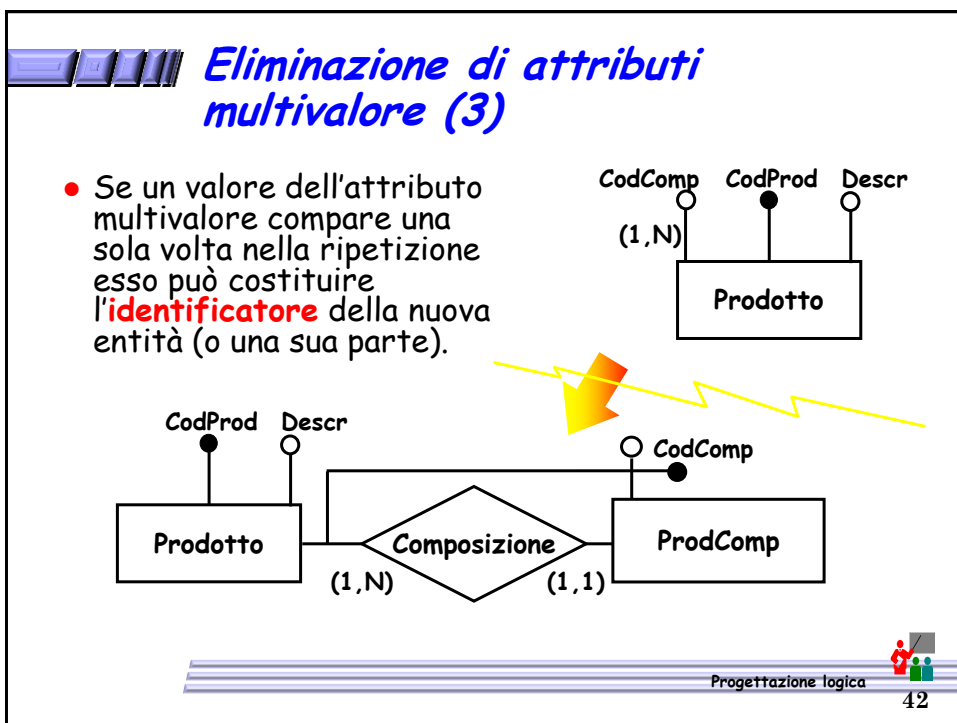 Eliminazione di attributi
multivalore (3)
● Se un valore dell'attributo
multivalore compare una
sola volta nella ripetizione
esso può costituire
l'identificatore della nuova
entità (o una sua parte).
CodComp CodProd Descr
(1,N)
Prodotto
CodProd Descr
CodComp
Prodotto Composizione ProdComp
(1,N) (1,1)
Progettazione logica
42